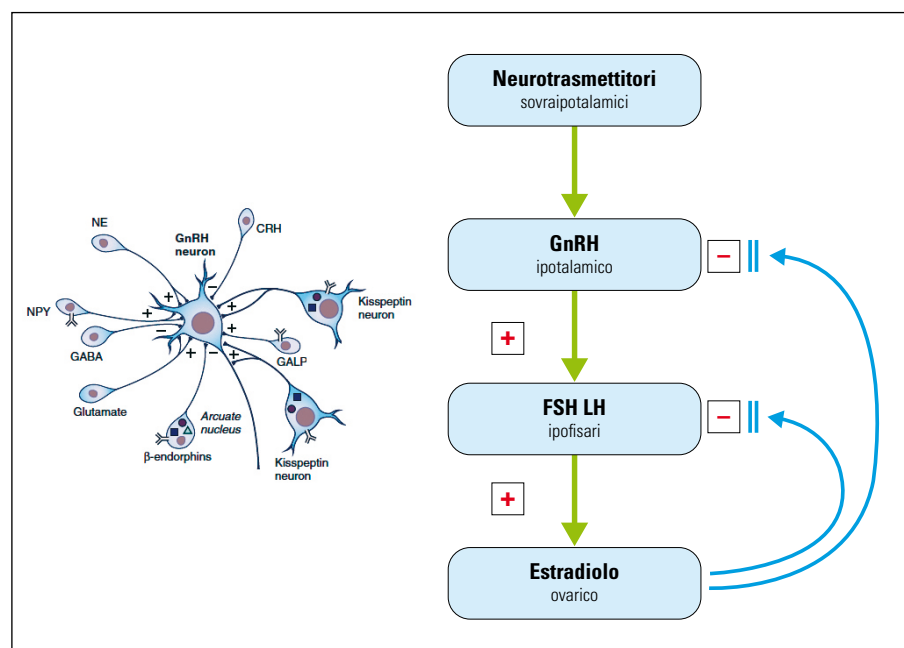 Neurotrasmettitori
sovraipotalamici
GnRH
ipotalamico
−
+
FSH LH
ipofisari
−
+
Estradiolo
ovarico
NE
GnRH
neuron
CRH
Kisspeptin
neuron
NPY
GABA
GALP
Glutamate
Arcuate
nucleus
β-endorphins
Kisspeptin
neuron
+
−
+
+
−
+
+
−
+